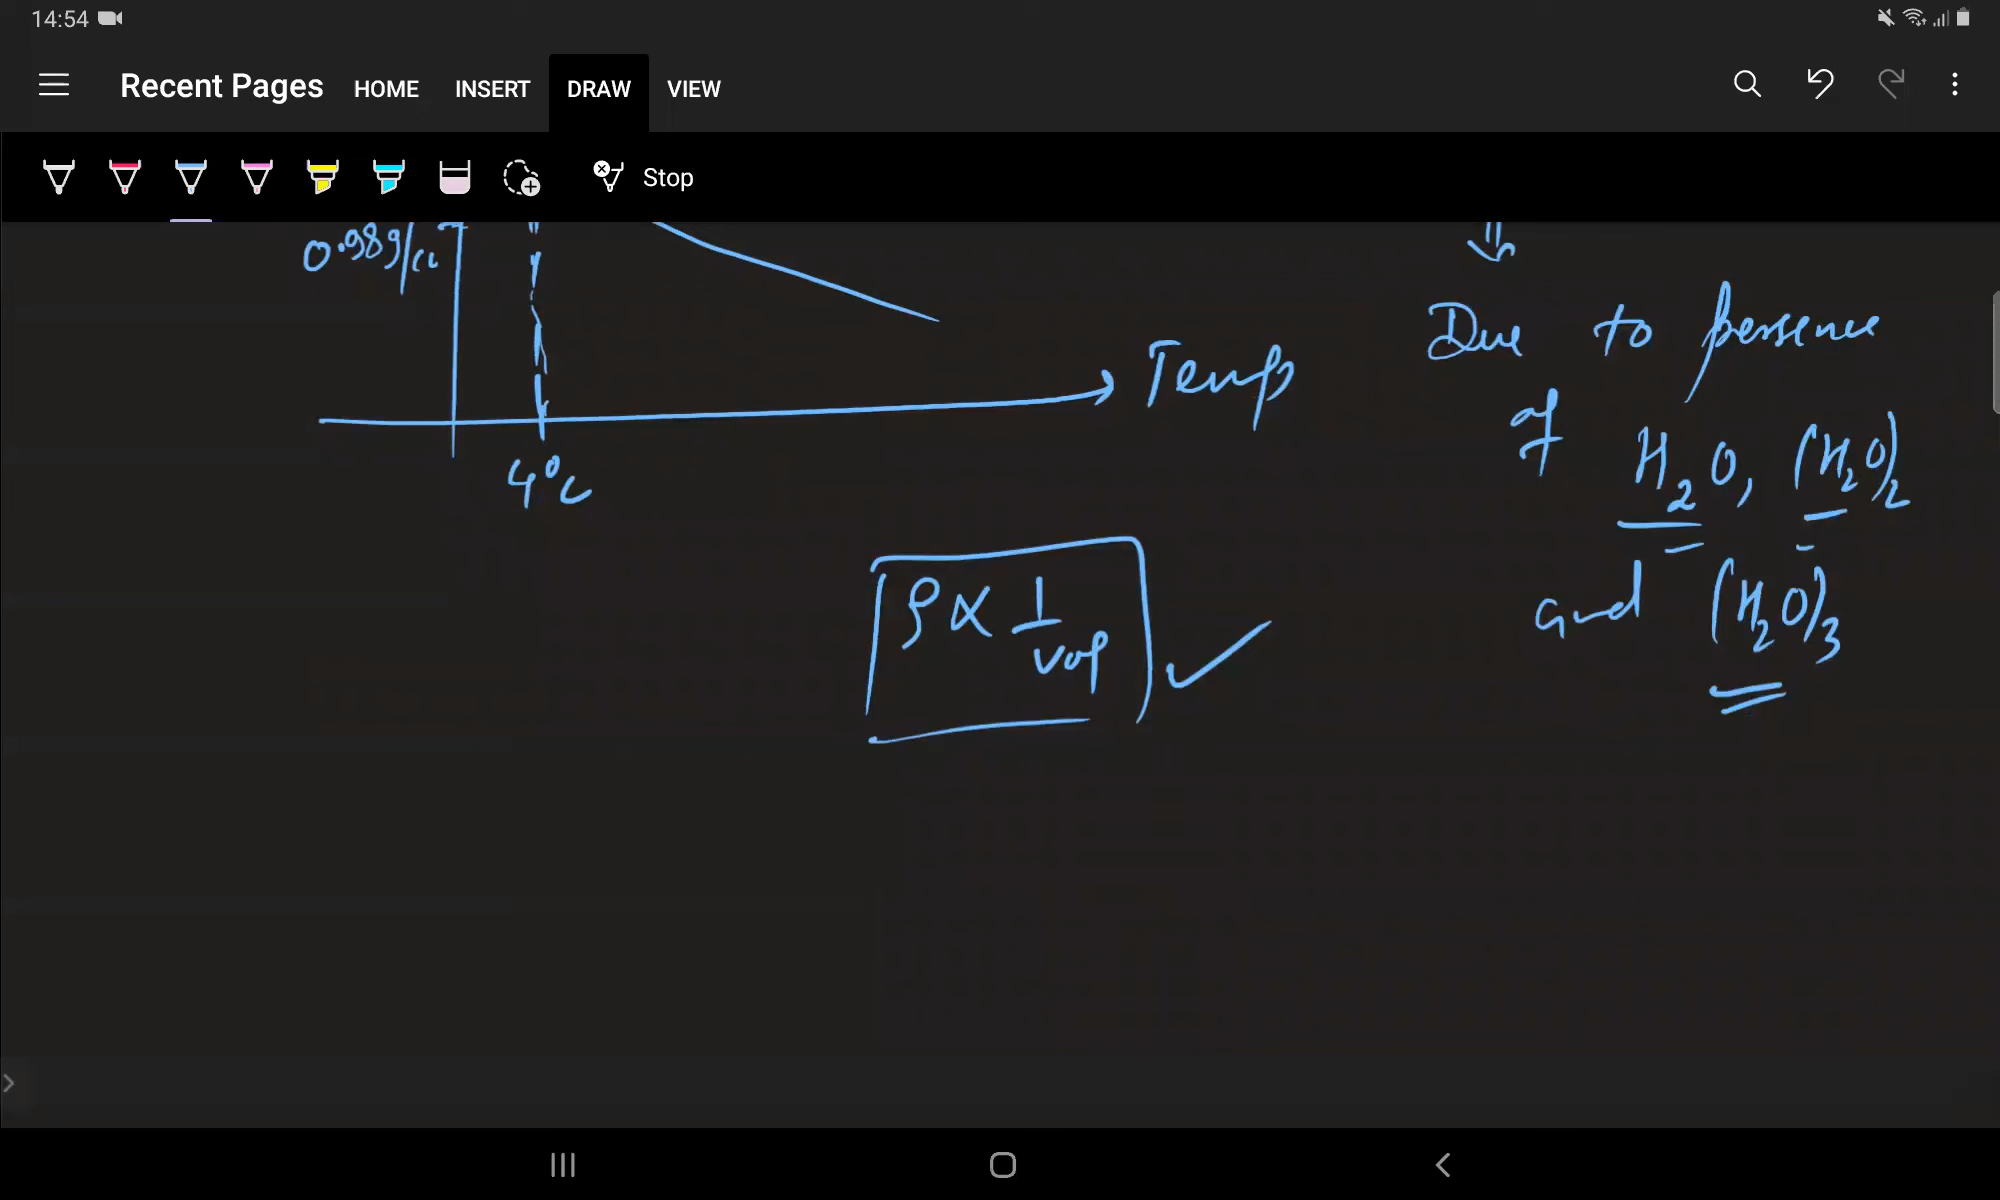 14:54
Recent Pages HOME INSERT DRAW VIEW
Stop
0.98g/cc
Temp
4°C
Due to persence
of H₂O, (H₂O)₂
and (H₂O)₃
ρ ∝ 1/vol